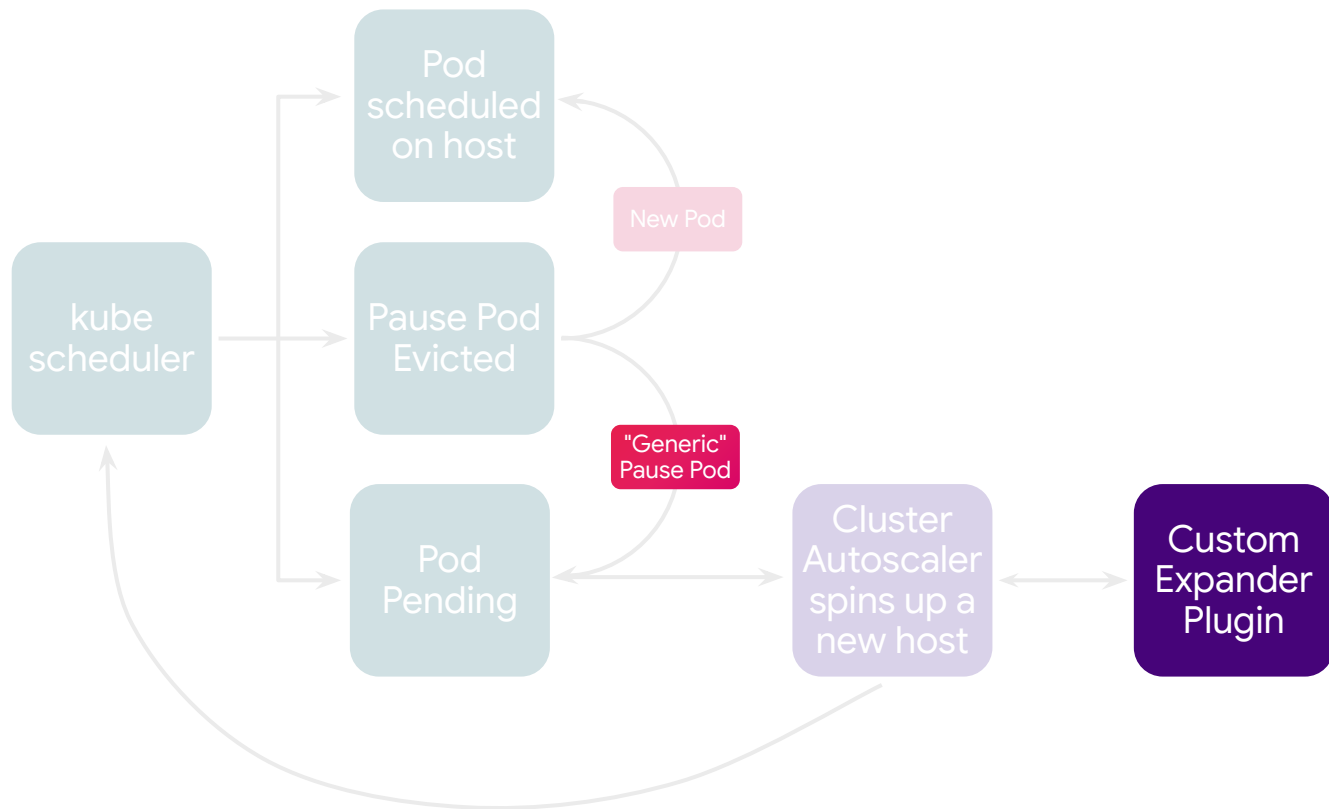 Pod
scheduled
on host
New Pod
kube
scheduler
Pause Pod
Evicted
"Generic"
Pause Pod
Pod
Pending
Cluster
Autoscaler
spins up a
new host
Custom
Expander
Plugin